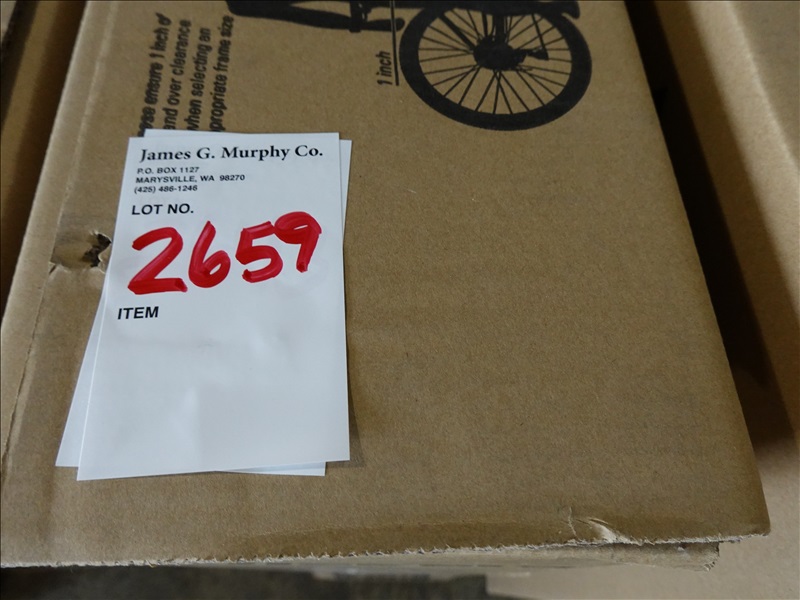 ensure 1 inch of
and over clearance
when selecting an
frame size
1 inch
James G. Murphy Co.
P.O. BOX 1127
MARYSVILLE, WA 98270
(425) 486-1246
LOT NO.
2659
ITEM